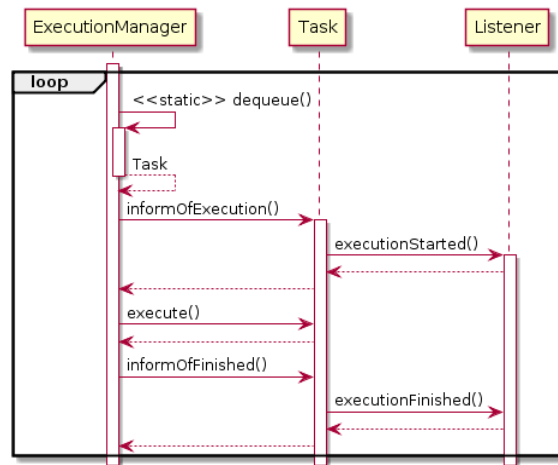 ExecutionManager
Task
Listener
loop
<<static>> dequeue()
Task
informOfExecution()
executionStarted()
execute()
informOfFinished()
executionFinished()